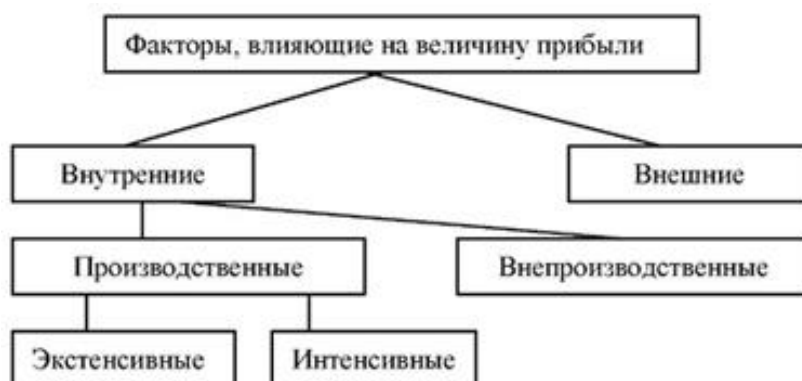 Факторы, влияющие на величину прибыли
Внутренние
Внешние
Производственные
Внепроизводственные
Экстенсивные
Интенсивные